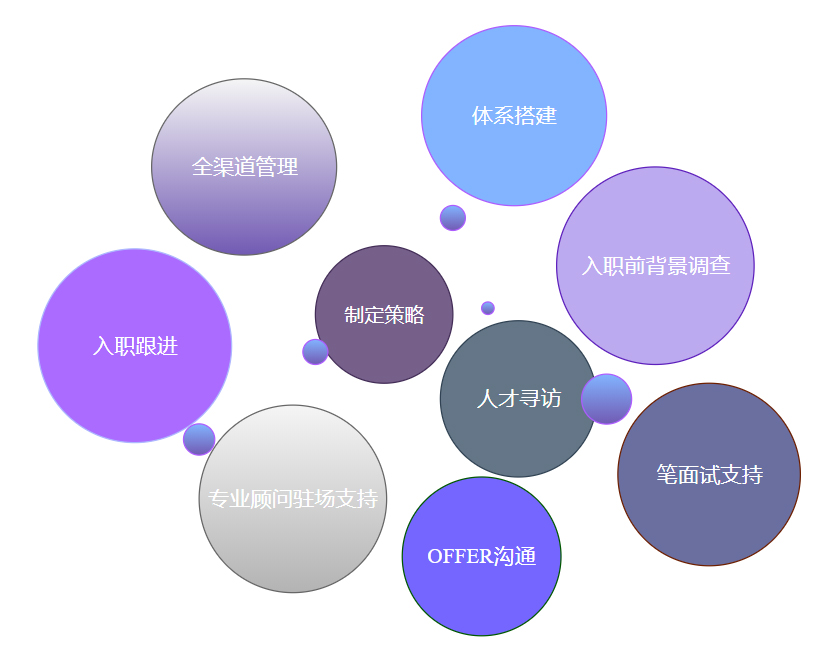 体系搭建
全渠道管理
入职前背景调查
制定策略
入职跟进
人才寻访
笔面试支持
专业顾问驻场支持
OFFER沟通